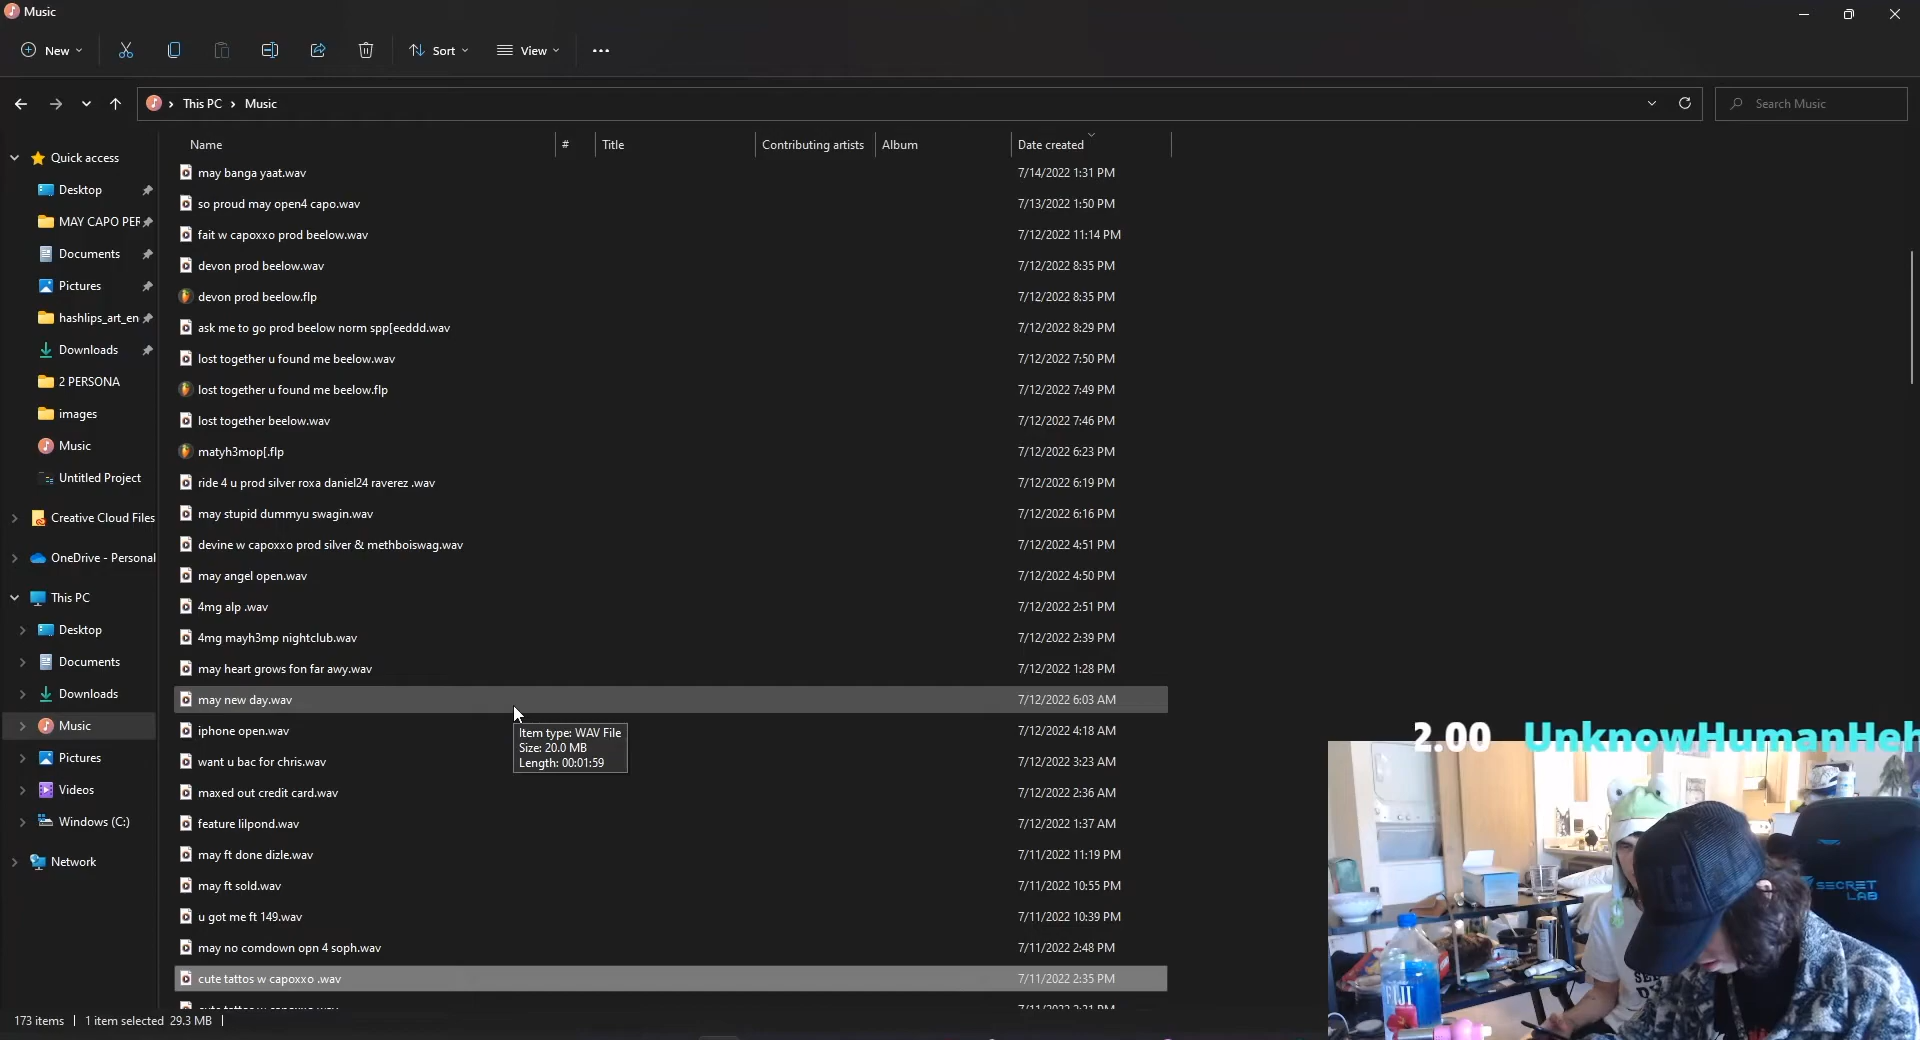 Music
New
Sort
View
This PC > Music
Search Music
Name # Title Contributing artists Album Date created
Quick access
Desktop
MAY CAPO PER
Documents
Pictures
hashlips_art_en
Downloads
2 PERSONA
images
Music
Untitled Project
Creative Cloud Files
OneDrive - Personal
This PC
Desktop
Documents
Downloads
Music
Pictures
Videos
Windows (C:)
Network
may banga yaat.wav 7/14/2022 1:31 PM
so proud may open4 capo.wav 7/13/2022 1:50 PM
fait w capoxxo prod beelow.wav 7/12/2022 11:14 PM
devon prod beelow.wav 7/12/2022 8:35 PM
devon prod beelow.flp 7/12/2022 8:35 PM
ask me to go prod beelow norm spp[eeddd.wav 7/12/2022 8:29 PM
lost together u found me beelow.wav 7/12/2022 7:50 PM
lost together u found me beelow.flp 7/12/2022 7:49 PM
lost together beelow.wav 7/12/2022 7:46 PM
matyh3mop[.flp 7/12/2022 6:23 PM
ride 4 u prod silver roxa daniel24 raverez .wav 7/12/2022 6:19 PM
may stupid dummyu swagin.wav 7/12/2022 6:16 PM
devine w capoxxo prod silver & methboiswag.wav 7/12/2022 4:51 PM
may angel open.wav 7/12/2022 4:50 PM
4mg alp .wav 7/12/2022 2:51 PM
4mg mayh3mp nightclub.wav 7/12/2022 2:39 PM
may heart grows fon far awy.wav 7/12/2022 1:28 PM
may new day.wav 7/12/2022 6:03 AM
iphone open.wav 7/12/2022 4:18 AM
want u bac for chris.wav 7/12/2022 3:23 AM
maxed out credit card.wav 7/12/2022 2:36 AM
feature lilpond.wav 7/12/2022 1:37 AM
may ft done dizle.wav 7/11/2022 11:19 PM
may ft sold.wav 7/11/2022 10:55 PM
u got me ft 149.wav 7/11/2022 10:39 PM
may no comdown opn 4 soph.wav 7/11/2022 2:48 PM
cute tattos w capoxxo .wav 7/11/2022 2:35 PM
Item type: WAV File
Size: 20.0 MB
Length: 00:01:59
2.00 UnknowHumanHeh
SECRET
LAB
FIJI
173 items 1 item selected 29.3 MB